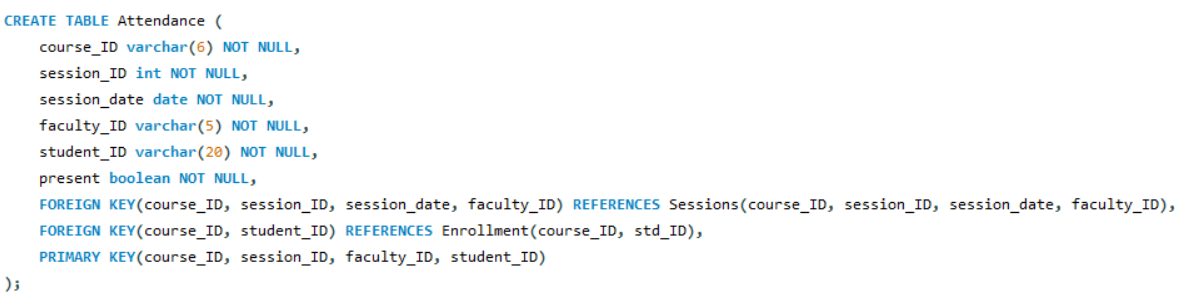 CREATE TABLE Attendance (
    course_ID varchar(6) NOT NULL,
    session_ID int NOT NULL,
    session_date date NOT NULL,
    faculty_ID varchar(5) NOT NULL,
    student_ID varchar(20) NOT NULL,
    present boolean NOT NULL,
    FOREIGN KEY(course_ID, session_ID, session_date, faculty_ID) REFERENCES Sessions(course_ID, session_ID, session_date, faculty_ID),
    FOREIGN KEY(course_ID, student_ID) REFERENCES Enrollment(course_ID, std_ID),
    PRIMARY KEY(course_ID, session_ID, faculty_ID, student_ID)
);